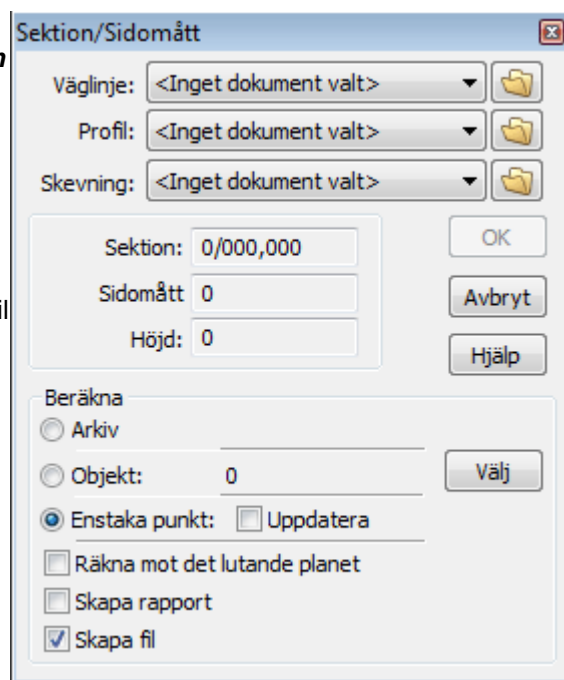 Sektion/Sidomått
n
Väglinje: <Inget dokument valt>
Profil: <Inget dokument valt>
Skevning: <Inget dokument valt>
Sektion: 0/000,000 OK
Sidomått 0 Avbryt
il
Höjd: 0 Hjälp
Beräkna
Arkiv
Objekt: 0 Välj
Enstaka punkt: Uppdatera
Räkna mot det lutande planet
Skapa rapport
Skapa fil